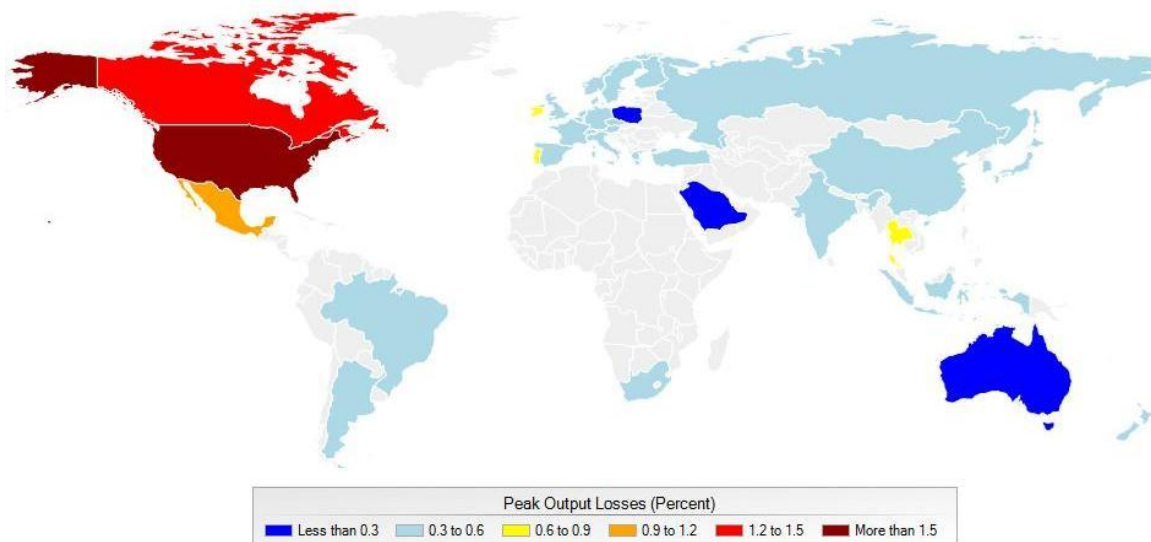 Peak Output Losses (Percent)
Less than 0.3 0.3 to 0.6 0.6 to 0.9 0.9 to 1.2 1.2 to 1.5 More than 1.5